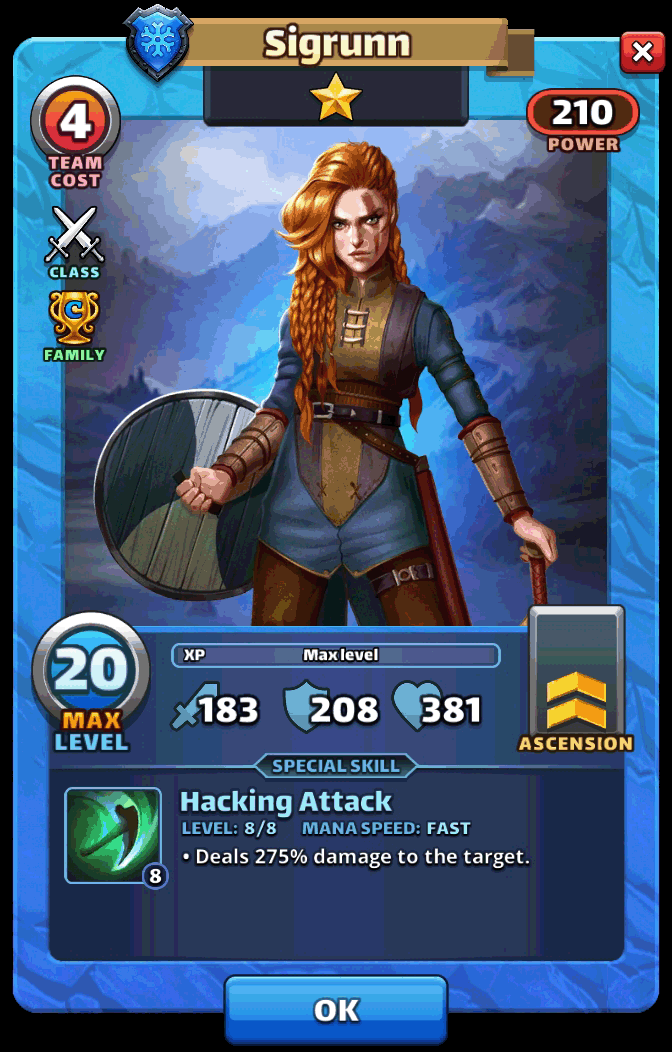 Sigrunn
4
TEAM
COST
210
POWER
CLASS
C
FAMILY
20
MAX
LEVEL
XP Max level
183 208 381
ASCENSION
SPECIAL SKILL
Hacking Attack
LEVEL: 8/8 MANA SPEED: FAST
8
• Deals 275% damage to the target.
OK